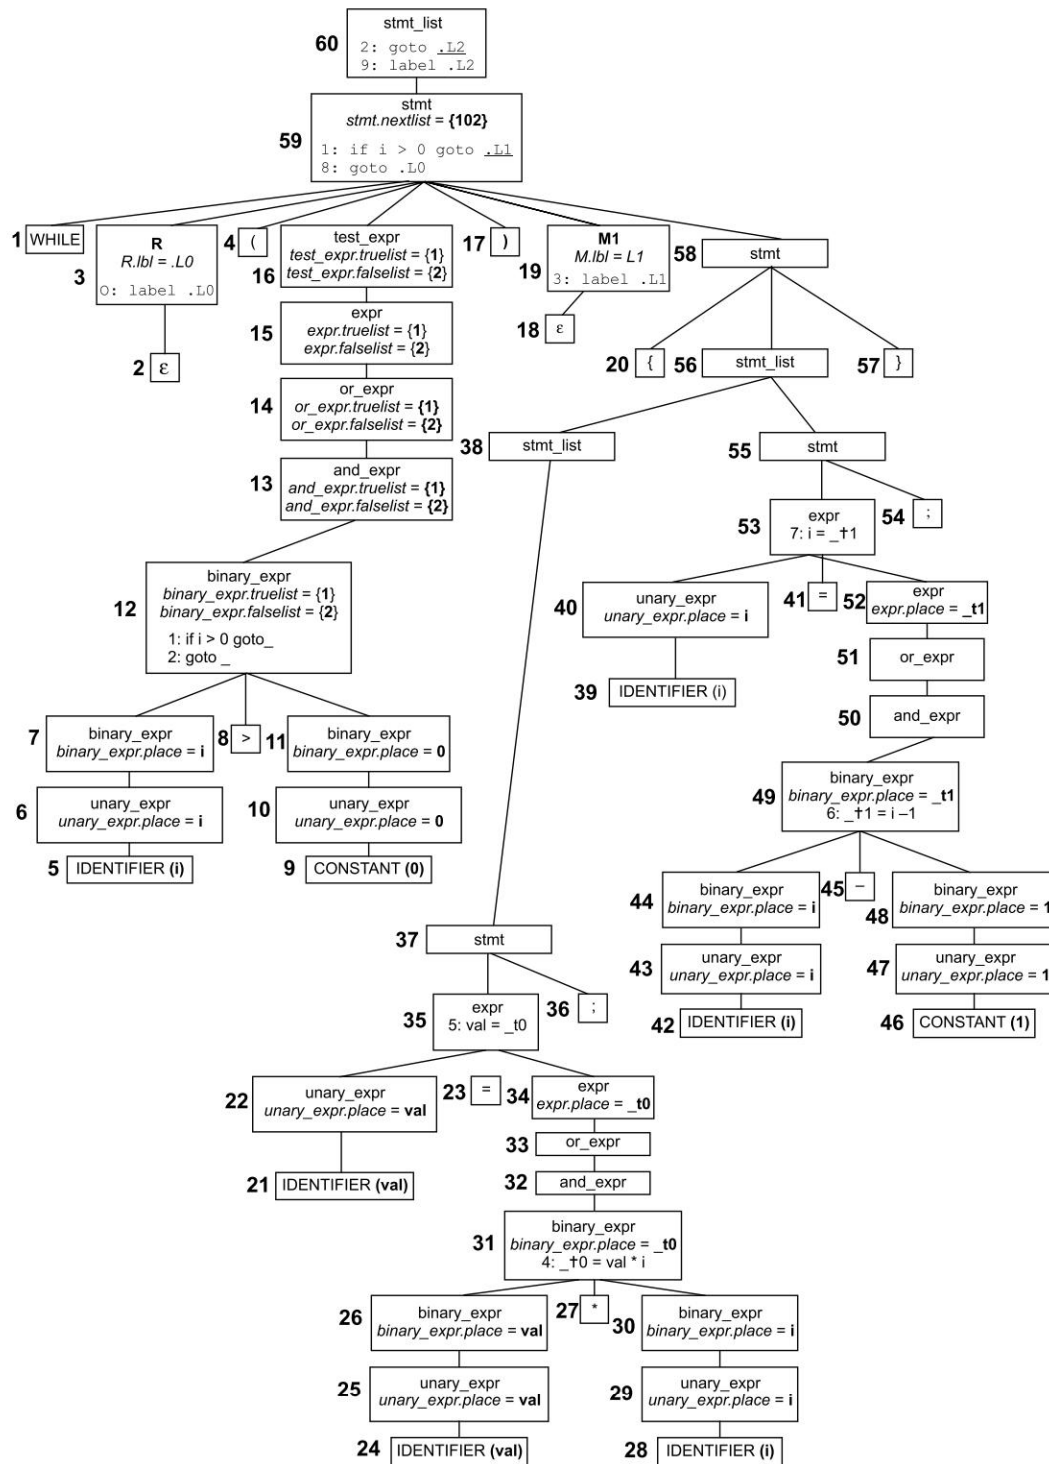 stmt_list
60
2: goto .L2
9: label .L2
stmt
stmt.nextlist = {102}
59
1: if i > 0 goto .L1
8: goto .L0
1 WHILE
R
R.lbl = .L0
3
O: label .L0
2 ε
4 (
test_expr
test_expr.truelist = {1}
16 test_expr.falselist = {2}
17 )
M1
M.lbl = L1
19
3: label .L1
18 ε
58 stmt
expr
15 expr.truelist = {1}
expr.falselist = {2}
20 {
56 stmt_list
57 }
or_expr
14 or_expr.truelist = {1}
or_expr.falselist = {2}
38 stmt_list
55 stmt
and_expr
13 and_expr.truelist = {1}
and_expr.falselist = {2}
expr
53 7: i = _†1
54 ;
binary_expr
binary_expr.truelist = {1}
12 binary_expr.falselist = {2}
1: if i > 0 goto_
2: goto _
40 unary_expr
unary_expr.place = i
41 =
52 expr
expr.place = _t1
39 IDENTIFIER (i)
51 or_expr
50 and_expr
7 binary_expr
binary_expr.place = i
8 >
11 binary_expr
binary_expr.place = 0
6 unary_expr
unary_expr.place = i
10 unary_expr
unary_expr.place = 0
5 IDENTIFIER (i)
9 CONSTANT (0)
binary_expr
49 binary_expr.place = _t1
6: _†1 = i –1
44 binary_expr
binary_expr.place = i
45 –
48 binary_expr
binary_expr.place = 1
37 stmt
43 unary_expr
unary_expr.place = i
47 unary_expr
unary_expr.place = 1
35 expr
5: val = _t0
36 ;
42 IDENTIFIER (i)
46 CONSTANT (1)
22 unary_expr
unary_expr.place = val
23 =
34 expr
expr.place = _t0
33 or_expr
21 IDENTIFIER (val)
32 and_expr
binary_expr
31 binary_expr.place = _t0
4: _†0 = val * i
26 binary_expr
binary_expr.place = val
27 *
30 binary_expr
binary_expr.place = i
25 unary_expr
unary_expr.place = val
29 unary_expr
unary_expr.place = i
24 IDENTIFIER (val)
28 IDENTIFIER (i)